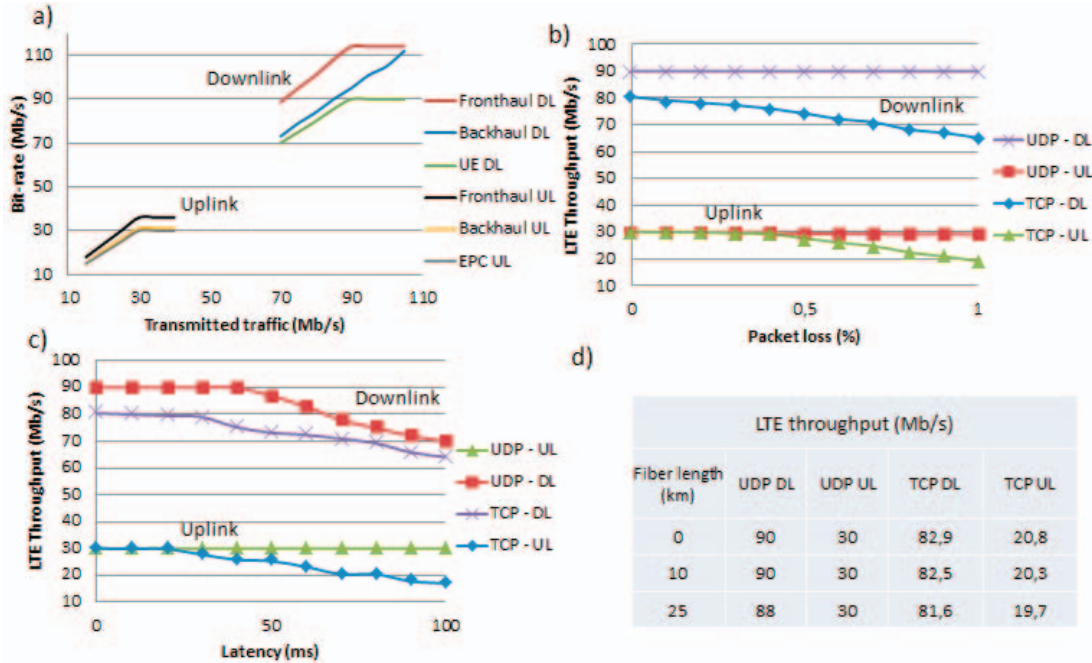 a)
Bit-rate (Mb/s)
110
90
70
50
30
10
10 30 50 70 90 110
Transmitted traffic (Mb/s)
Downlink
Uplink
Fronthaul DL
Backhaul DL
UE DL
Fronthaul UL
Backhaul UL
EPC UL
b)
LTE Throughput (Mb/s)
100
90
80
70
60
50
40
30
20
10
0 0,5 1
Packet loss (%)
Downlink
Uplink
UDP - DL
UDP - UL
TCP - DL
TCP - UL
c)
LTE Throughput (Mb/s)
100
90
80
70
60
50
40
30
20
10
0 50 100
Latency (ms)
Downlink
Uplink
UDP - UL
UDP - DL
TCP - DL
TCP - UL
d)
LTE throughput (Mb/s)
Fiber length (km) UDP DL UDP UL TCP DL TCP UL
0 90 30 82,9 20,8
10 90 30 82,5 20,3
25 88 30 81,6 19,7